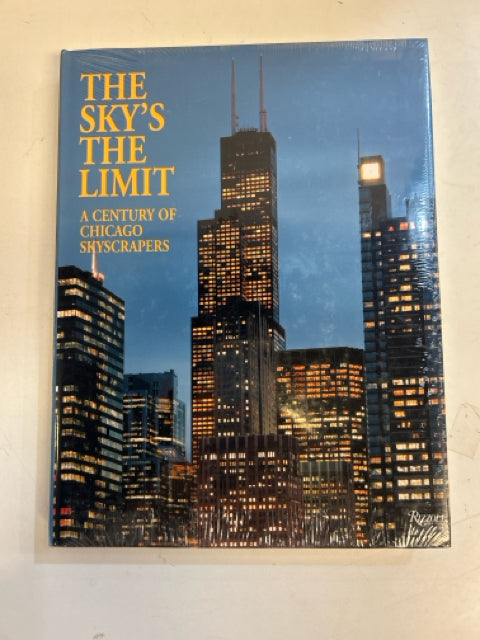 THE
SKY'S
THE
LIMIT
A CENTURY OF
CHICAGO
SKYSCRAPERS
RIZZOLI